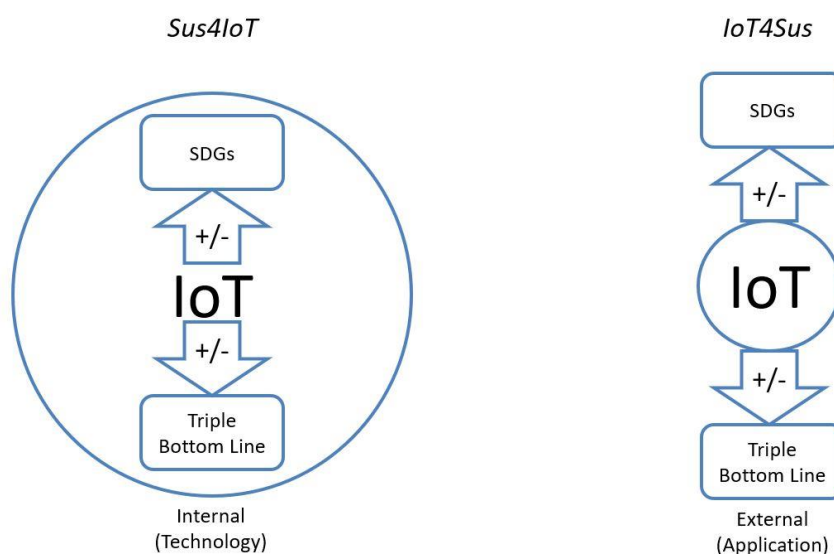 Sus4IoT
SDGs
+/-
IoT
+/-
Triple
Bottom Line
Internal
(Technology)
IoT4Sus
SDGs
+/-
IoT
+/-
Triple
Bottom Line
External
(Application)